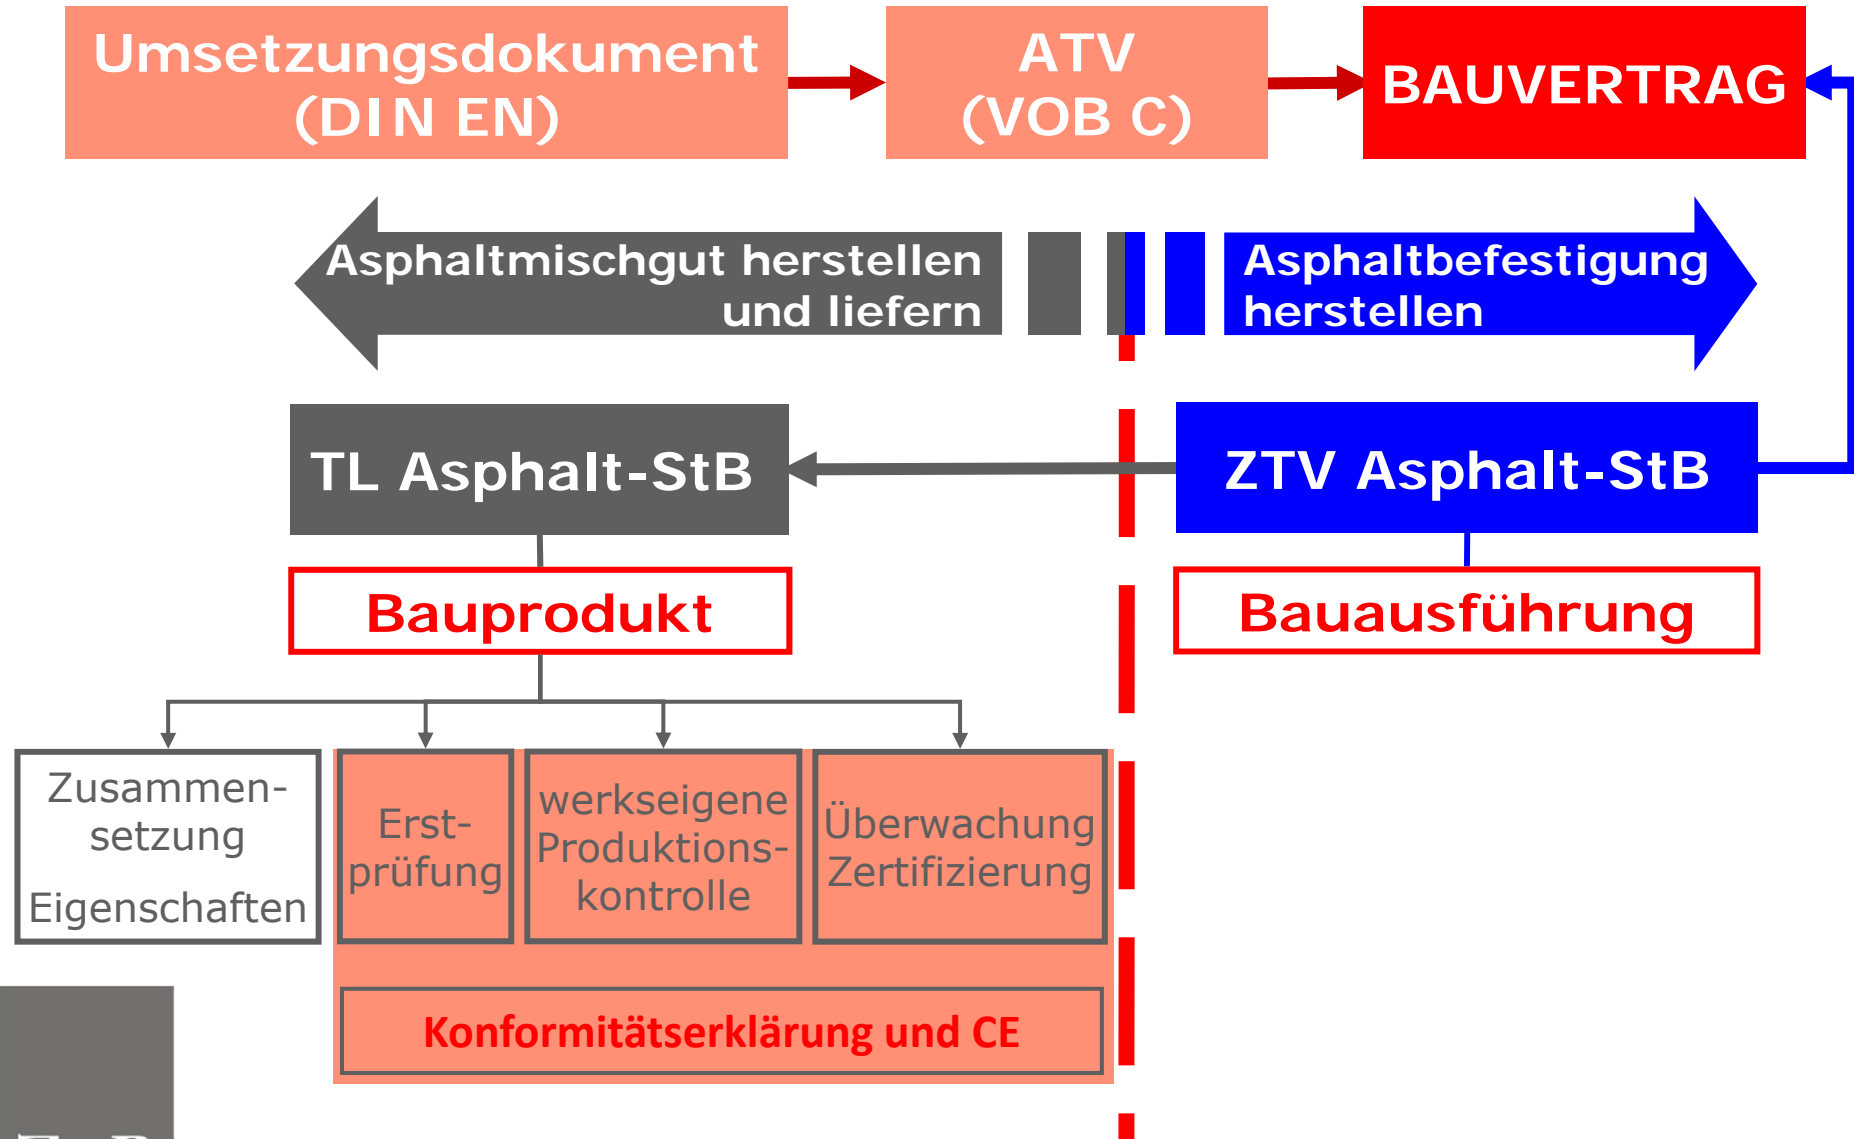 Umsetzungsdokument
(DIN EN)
ATV
(VOB C)
BAUVERTRAG
Asphaltmischgut herstellen
und liefern
Asphaltbefestigung
herstellen
TL Asphalt-StB
ZTV Asphalt-StB
Bauprodukt
Bauausführung
Zusammen-
setzung
Eigenschaften
Erst-
prüfung
werkseigene
Produktions-
kontrolle
Überwachung
Zertifizierung
Konformitätserklärung und CE